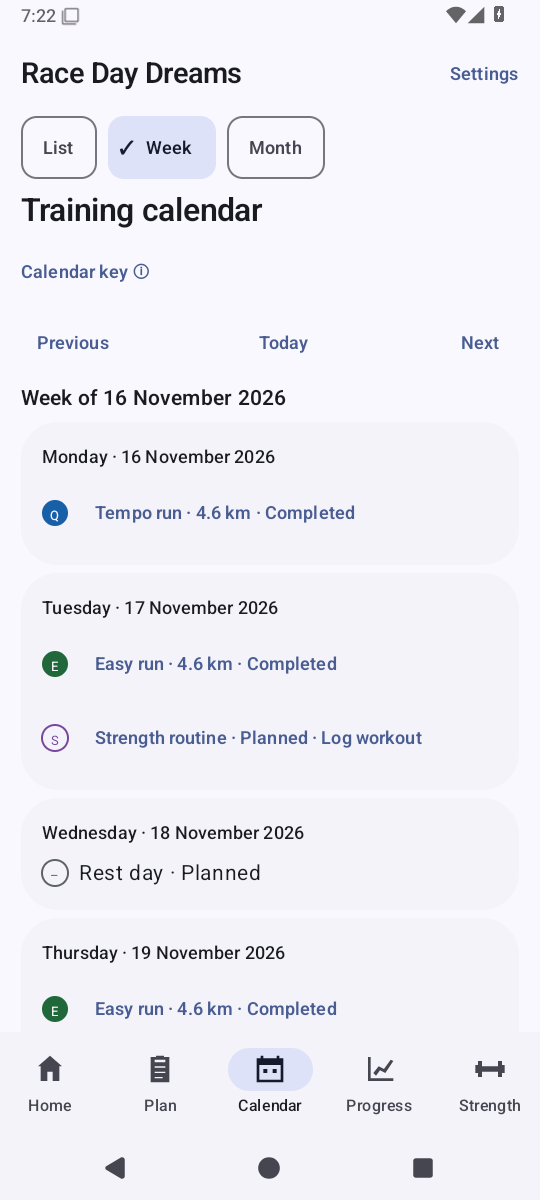 7:22
Race Day Dreams
Settings
List
✓ Week
Month
Training calendar
Calendar key ⓘ
Previous
Today
Next
Week of 16 November 2026
Monday · 16 November 2026
Q
Tempo run · 4.6 km · Completed
Tuesday · 17 November 2026
E
Easy run · 4.6 km · Completed
S
Strength routine · Planned · Log workout
Wednesday · 18 November 2026
–
Rest day · Planned
Thursday · 19 November 2026
E
Easy run · 4.6 km · Completed
Home
Plan
Calendar
Progress
Strength